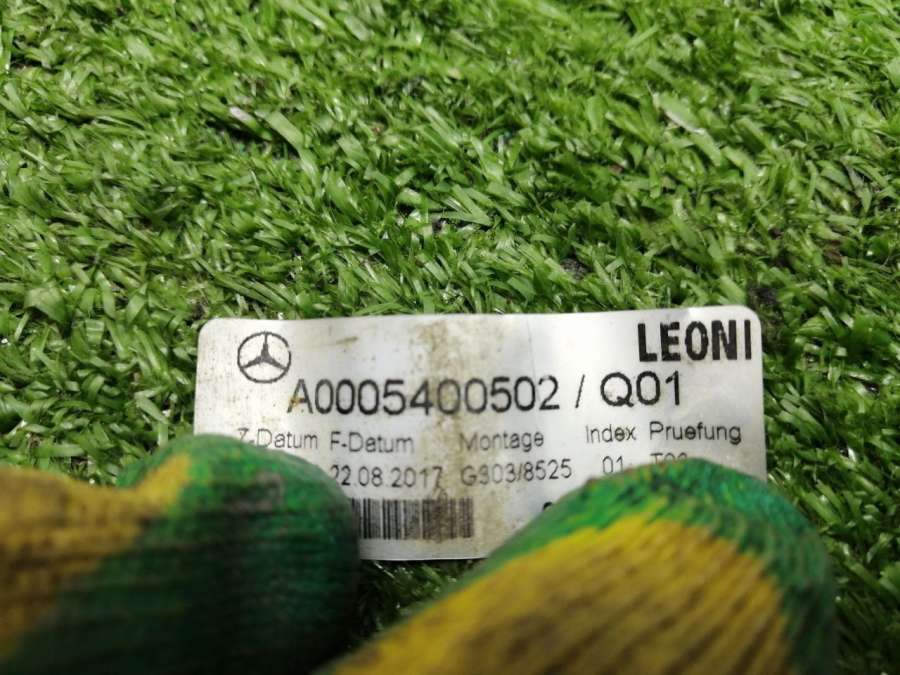 LEONI
A0005400502 / Q01
Z-Datum F-Datum Montage Index Pruefung
22.08.2017 G303/8525 01